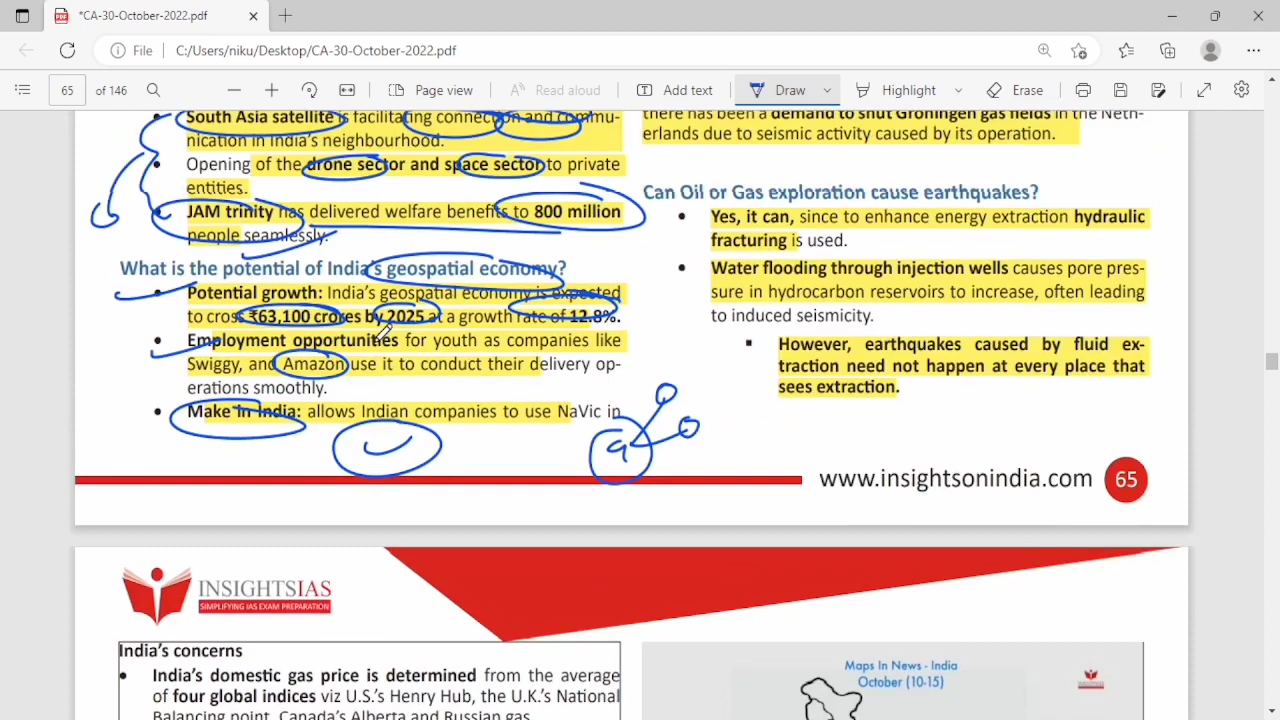 *CA-30-October-2022.pdf
File
C:/Users/niku/Desktop/CA-30-October-2022.pdf
65
of 146
Page view
Read aloud
Add text
Draw
Highlight
Erase
South Asia satellite is facilitating connection and commu-
nication in India's neighbourhood.
• Opening of the drone sector and space sector to private
entities.
• JAM trinity has delivered welfare benefits to 800 million
people seamlessly.
What is the potential of India's geospatial economy?
• Potential growth: India's geospatial economy is expected
to cross ₹63,100 crores by 2025 at a growth rate of 12.8%.
• Employment opportunities for youth as companies like
Swiggy, and Amazon use it to conduct their delivery op-
erations smoothly.
• Make in India: allows Indian companies to use NaVic in
there has been a demand to shut Groningen gas fields in the Neth-
erlands due to seismic activity caused by its operation.
Can Oil or Gas exploration cause earthquakes?
• Yes, it can, since to enhance energy extraction hydraulic
fracturing is used.
• Water flooding through injection wells causes pore pres-
sure in hydrocarbon reservoirs to increase, often leading
to induced seismicity.
▪ However, earthquakes caused by fluid ex-
traction need not happen at every place that
sees extraction.
www.insightsonindia.com
65
INSIGHTSIAS
SIMPLIFYING IAS EXAM PREPARATION
India's concerns
• India's domestic gas price is determined from the average
of four global indices viz U.S.'s Henry Hub, the U.K.'s National
Balancing point, Canada's Alberta and Russian gas.
Maps In News - India
October (10-15)